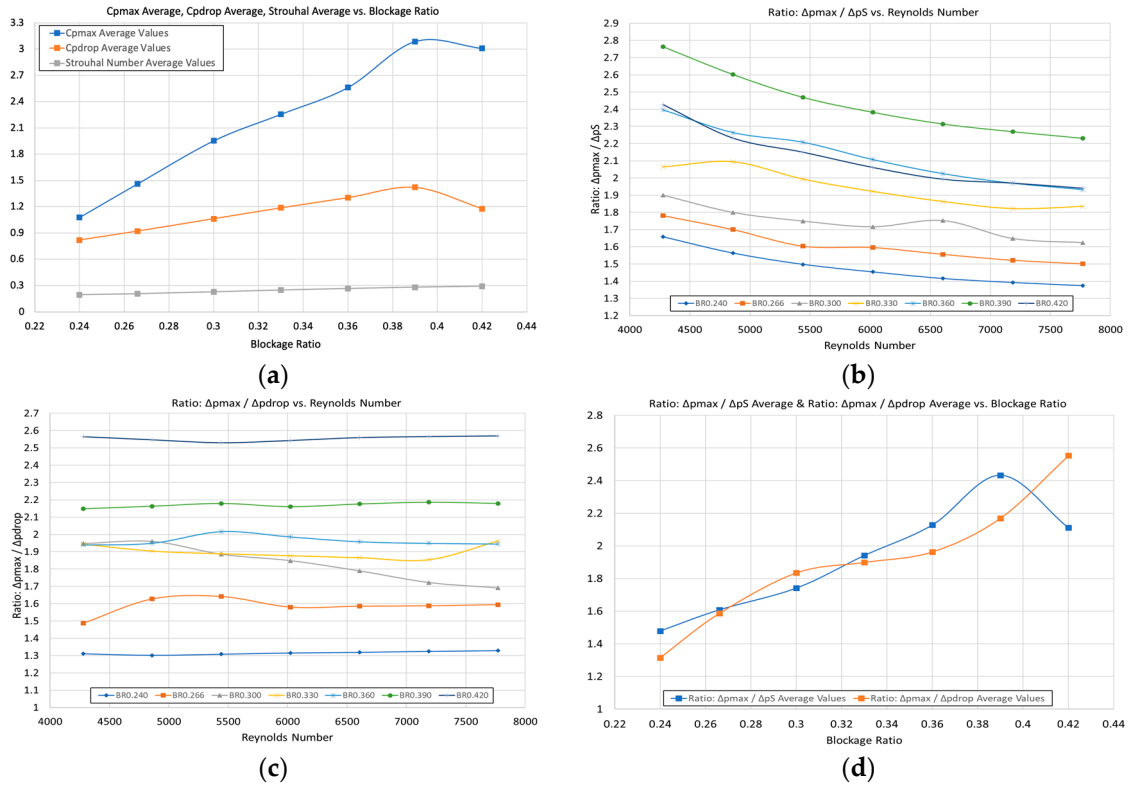 Cpmax Average, Cpdrop Average, Strouhal Average vs. Blockage Ratio
3.3
3
2.7
2.4
2.1
1.8
1.5
1.2
0.9
0.6
0.3
0
Cpmax Average Values
Cpdrop Average Values
Strouhal Number Average Values
0.22 0.24 0.26 0.28 0.3 0.32 0.34 0.36 0.38 0.4 0.42 0.44
Blockage Ratio
(a)
Ratio: Δpmax / ΔpS vs. Reynolds Number
Ratio: Δpmax / ΔpS
2.9
2.8
2.7
2.6
2.5
2.4
2.3
2.2
2.1
2
1.9
1.8
1.7
1.6
1.5
1.4
1.3
1.2
BR0.240 BR0.266 BR0.300 BR0.330 BR0.360 BR0.390 BR0.420
4000 4500 5000 5500 6000 6500 7000 7500 8000
Reynolds Number
(b)
Ratio: Δpmax / Δpdrop vs. Reynolds Number
Ratio: Δpmax / Δpdrop
2.7
2.6
2.5
2.4
2.3
2.2
2.1
2
1.9
1.8
1.7
1.6
1.5
1.4
1.3
1.2
1.1
1
BR0.240 BR0.266 BR0.300 BR0.330 BR0.360 BR0.390 BR0.420
4000 4500 5000 5500 6000 6500 7000 7500 8000
Reynolds Number
(c)
Ratio: Δpmax / ΔpS Average & Ratio: Δpmax / Δpdrop Average vs. Blockage Ratio
2.8
2.6
2.4
2.2
2
1.8
1.6
1.4
1.2
1
Ratio: Δpmax / ΔpS Average Values Ratio: Δpmax / Δpdrop Average Values
0.22 0.24 0.26 0.28 0.3 0.32 0.34 0.36 0.38 0.4 0.42 0.44
Blockage Ratio
(d)